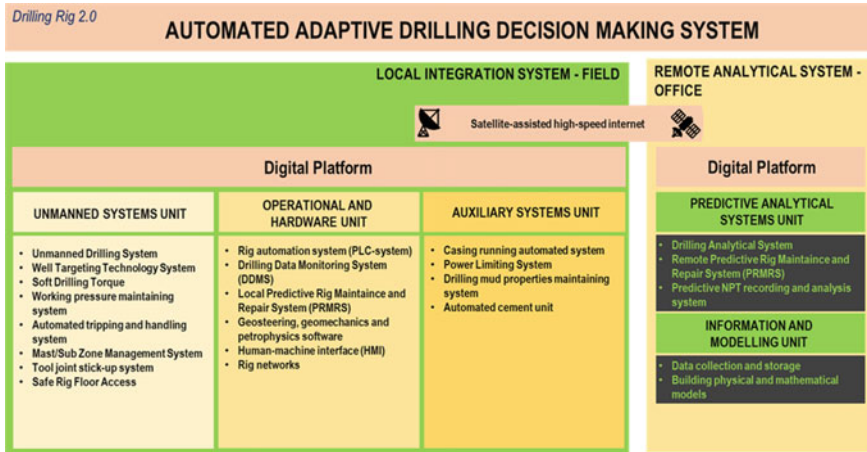 Drilling Rig 2.0
AUTOMATED ADAPTIVE DRILLING DECISION MAKING SYSTEM
LOCAL INTEGRATION SYSTEM - FIELD
REMOTE ANALYTICAL SYSTEM -
OFFICE
Satellite-assisted high-speed internet
Digital Platform
Digital Platform
UNMANNED SYSTEMS UNIT
• Unmanned Drilling System
• Well Targeting Technology System
• Soft Drilling Torque
• Working pressure maintaining
system
• Automated tripping and handling
system
• Mast/Sub Zone Management System
• Tool joint stick-up system
• Safe Rig Floor Access
OPERATIONAL AND
HARDWARE UNIT
• Rig automation system (PLC-system)
• Drilling Data Monitoring System
(DDMS)
• Local Predictive Rig Maintaince and
Repair System (PRMRS)
• Geosteering, geomechanics and
petrophysics software
• Human-machine interface (HMI)
• Rig networks
AUXILIARY SYSTEMS UNIT
• Casing running automated system
• Power Limiting System
• Drilling mud properties maintaining
system
• Automated cement unit
PREDICTIVE ANALYTICAL
SYSTEMS UNIT
• Drilling Analytical System
• Remote Predictive Rig Maintaince and
Repair System (PRMRS)
• Predictive NPT recording and analysis
system
INFORMATION AND
MODELLING UNIT
• Data collection and storage
• Building physical and mathematical
models